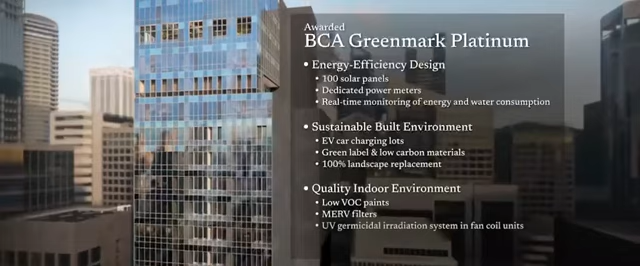 Awarded
BCA Greenmark Platinum
• Energy-Efficiency Design
• 100 solar panels
• Dedicated power meters
• Real-time monitoring of energy and water consumption
• Sustainable Built Environment
• EV car charging lots
• Green label & low carbon materials
• 100% landscape replacement
• Quality Indoor Environment
• Low VOC paints
• MERV filters
• UV germicidal irradiation system in fan coil units